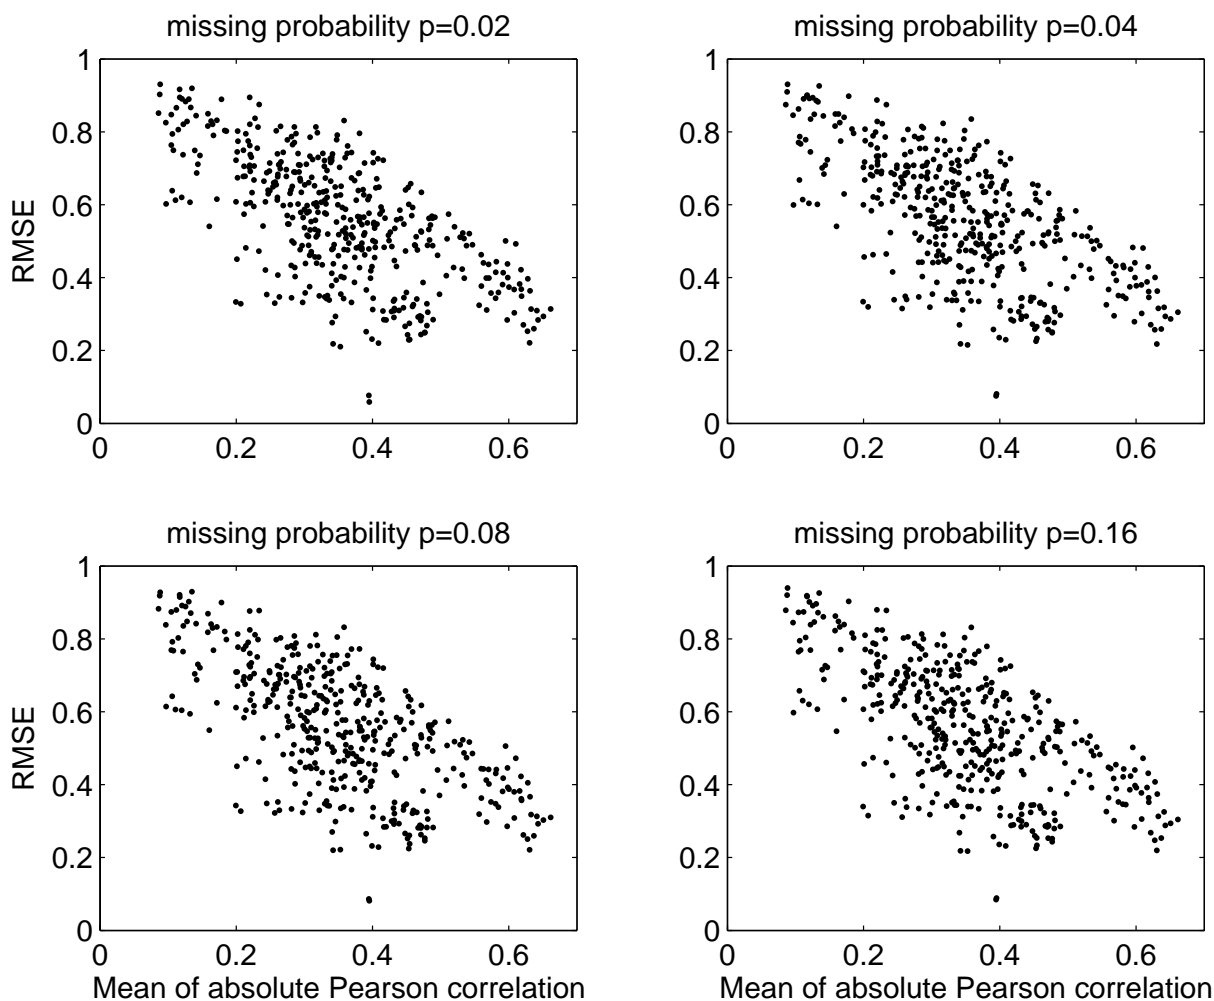 missing probability p=0.02
missing probability p=0.04
1
0.8
0.6
0.4
0.2
0
RMSE
0 0.2 0.4 0.6
1
0.8
0.6
0.4
0.2
0
0 0.2 0.4 0.6
missing probability p=0.08
missing probability p=0.16
1
0.8
0.6
0.4
0.2
0
RMSE
0 0.2 0.4 0.6
Mean of absolute Pearson correlation
1
0.8
0.6
0.4
0.2
0
0 0.2 0.4 0.6
Mean of absolute Pearson correlation